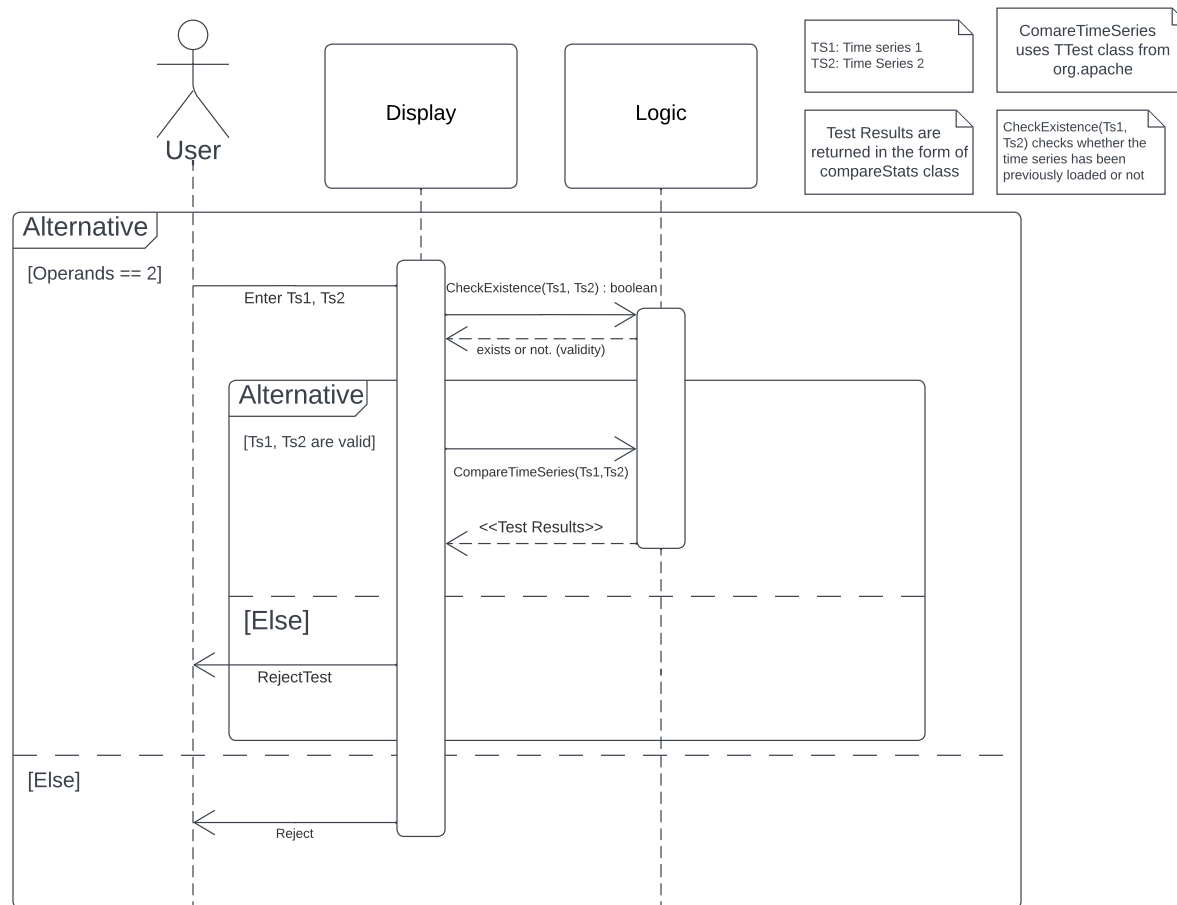 User
Display
Logic
TS1: Time series 1
TS2: Time Series 2
ComareTimeSeries
uses TTest class from
org.apache
Test Results are
returned in the form of
compareStats class
CheckExistence(Ts1,
Ts2) checks whether the
time series has been
previously loaded or not
Alternative
[Operands == 2]
Enter Ts1, Ts2
CheckExistence(Ts1, Ts2) : boolean
exists or not. (validity)
Alternative
[Ts1, Ts2 are valid]
CompareTimeSeries(Ts1,Ts2)
<<Test Results>>
[Else]
RejectTest
[Else]
Reject